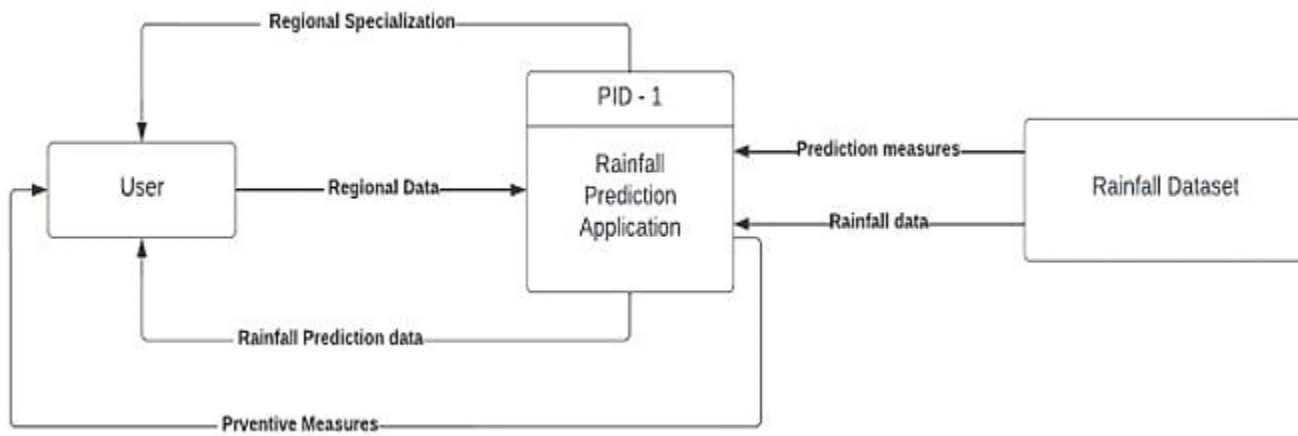 Regional Specialization
PID - 1
Rainfall
Prediction
Application
User
Regional Data
Prediction measures
Rainfall data
Rainfall Dataset
Rainfall Prediction data
Prventive Measures